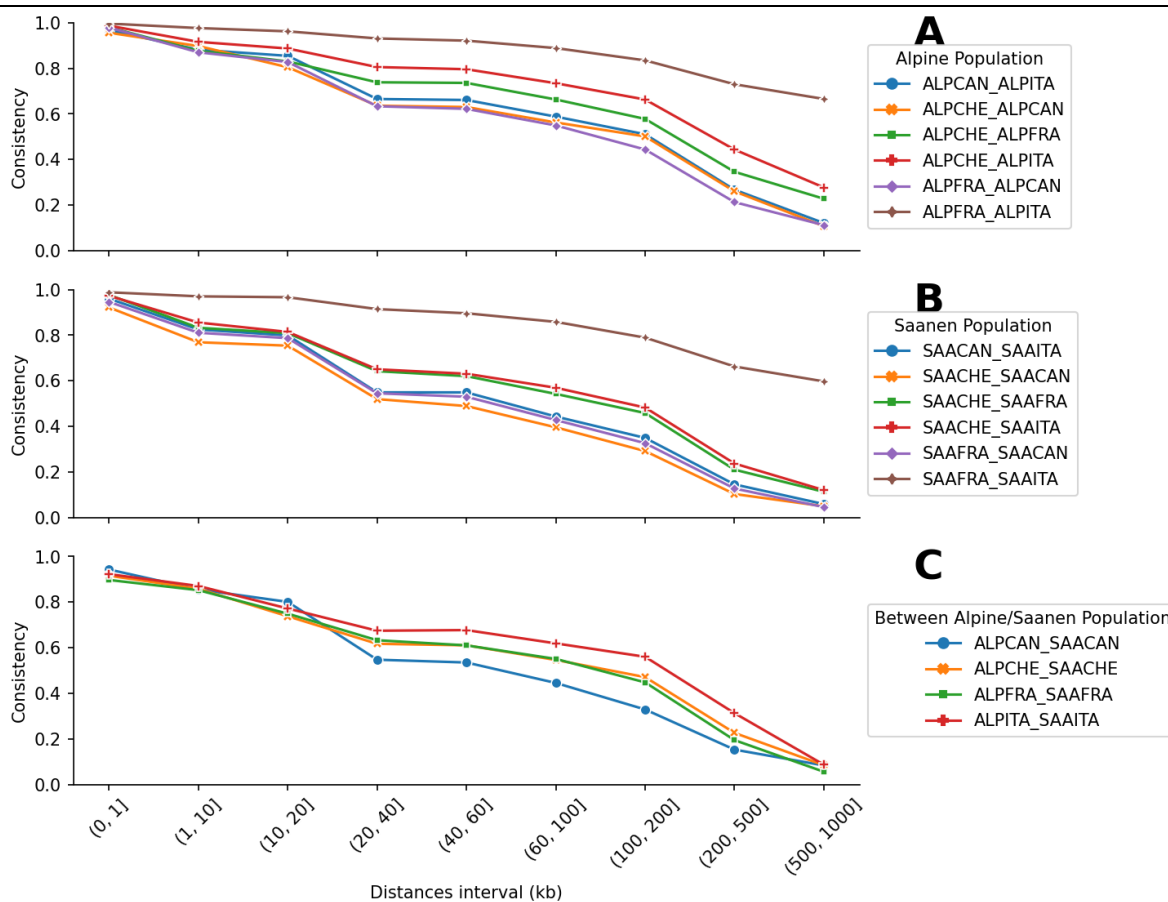 A
1.0
0.8
0.6
0.4
0.2
0.0
Consistency
Alpine Population
ALPCAN_ALPITA
ALPCHE_ALPCAN
ALPCHE_ALPFRA
ALPCHE_ALPITA
ALPFRA_ALPCAN
ALPFRA_ALPITA
B
1.0
0.8
0.6
0.4
0.2
0.0
Consistency
Saanen Population
SAACAN_SAAITA
SAACHE_SAACAN
SAACHE_SAAFRA
SAACHE_SAAITA
SAAFRA_SAACAN
SAAFRA_SAAITA
C
1.0
0.8
0.6
0.4
0.2
0.0
Consistency
Between Alpine/Saanen Population
ALPCAN_SAACAN
ALPCHE_SAACHE
ALPFRA_SAAFRA
ALPITA_SAAITA
(0, 1]
(1, 10]
(10, 20]
(20, 40]
(40, 60]
(60, 100]
(100, 200]
(200, 500]
(500, 1000]
Distances interval (kb)